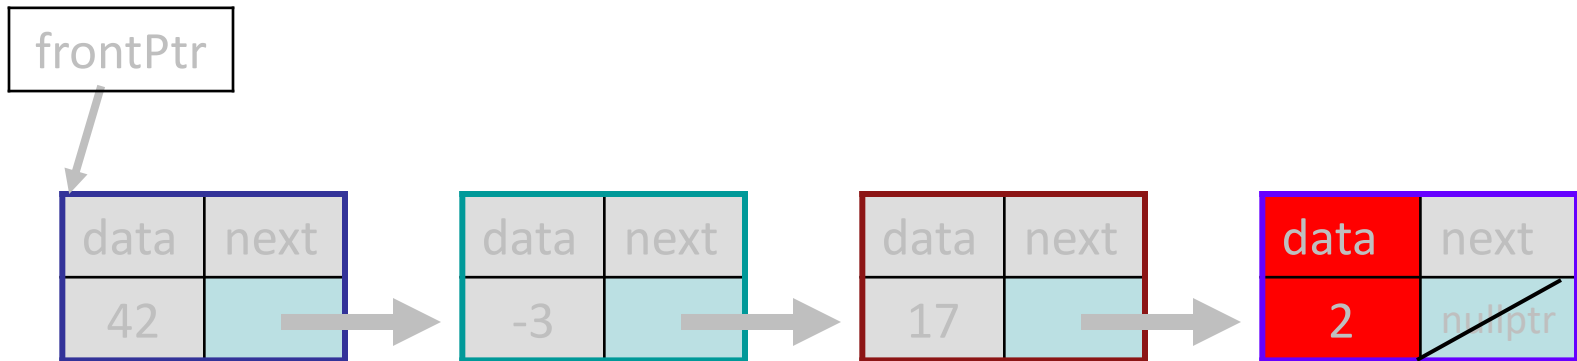 frontPtr
data next data next data next data next
42 -3 17 2 nullptr